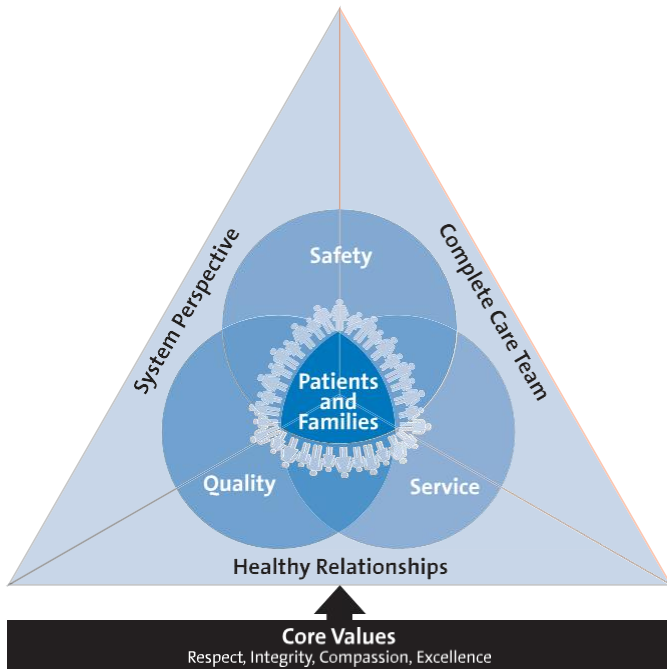 Safety
System Perspective
Complete Care Team
Patients
and
Families
Quality
Service
Healthy Relationships
Core Values
Respect, Integrity, Compassion, Excellence